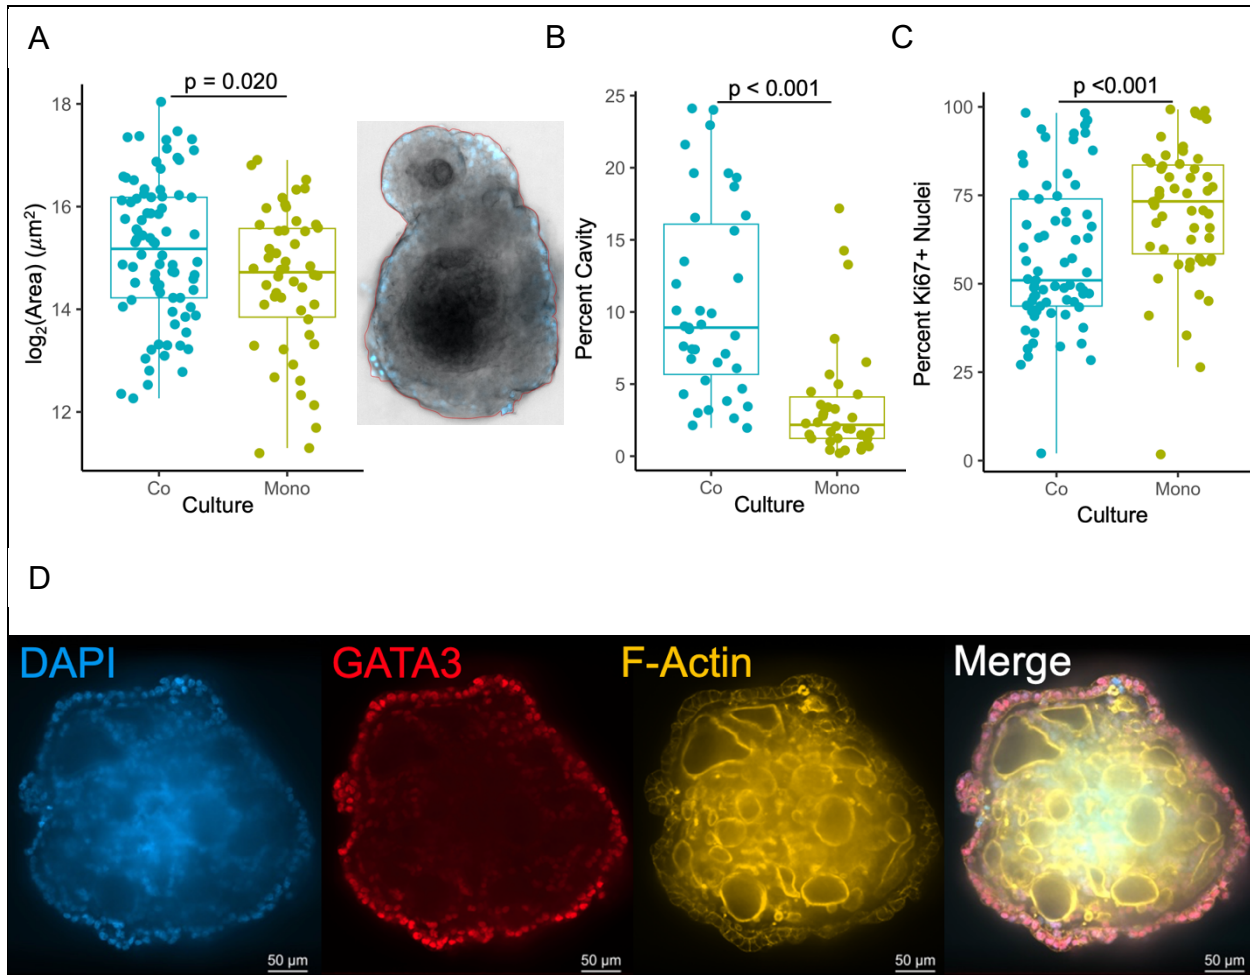 A
B
C
p = 0.020
p < 0.001
p <0.001
18
16
14
12
log2(Area) (μm²)
Co
Mono
Culture
25
20
15
10
5
0
Percent Cavity
Co
Mono
Culture
100
75
50
25
0
Percent Ki67+ Nuclei
Co
Mono
Culture
D
DAPI
GATA3
F-Actin
Merge
50 μm
50 μm
50 μm
50 μm